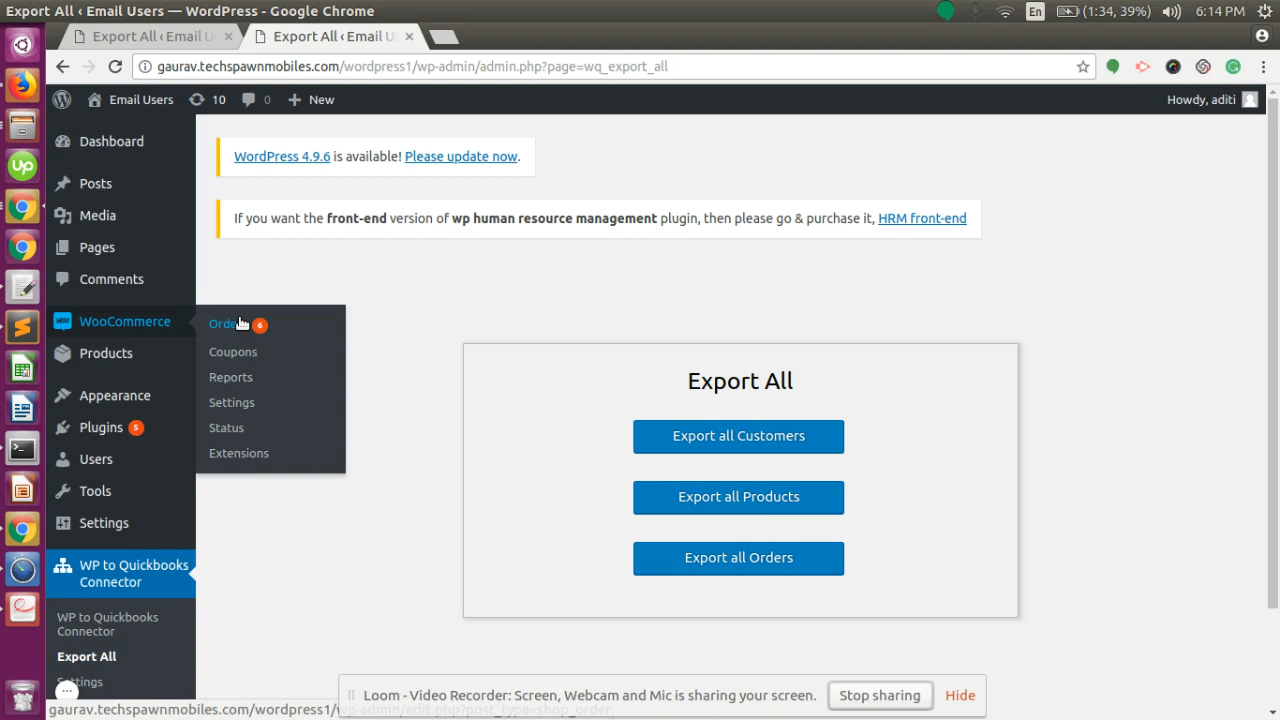 Export All ‹ Email Users — WordPress - Google Chrome
En
(1:34, 39%)
6:14 PM
Export All ‹ Email U
Export All ‹ Email U
gaurav.techspawnmobiles.com/wordpress1/wp-admin/admin.php?page=wq_export_all
Email Users
10
0
New
Howdy, aditi
Dashboard
WordPress 4.9.6 is available! Please update now.
Posts
Media
If you want the front-end version of wp human resource management plugin, then please go & purchase it, HRM front-end
Pages
Comments
WooCommerce
6
Coupons
Reports
Settings
Status
Extensions
Products
Appearance
Plugins 5
Users
Tools
Settings
WP to Quickbooks
Connector
WP to Quickbooks
Connector
Export All
Settings
Export All
Export all Customers
Export all Products
Export all Orders
Loom - Video Recorder: Screen, Webcam and Mic is sharing your screen.
Stop sharing
Hide
gaurav.techspawnmobiles.com/wordpress1/wp-admin/edit.php?post_type=shop_order
up
woo